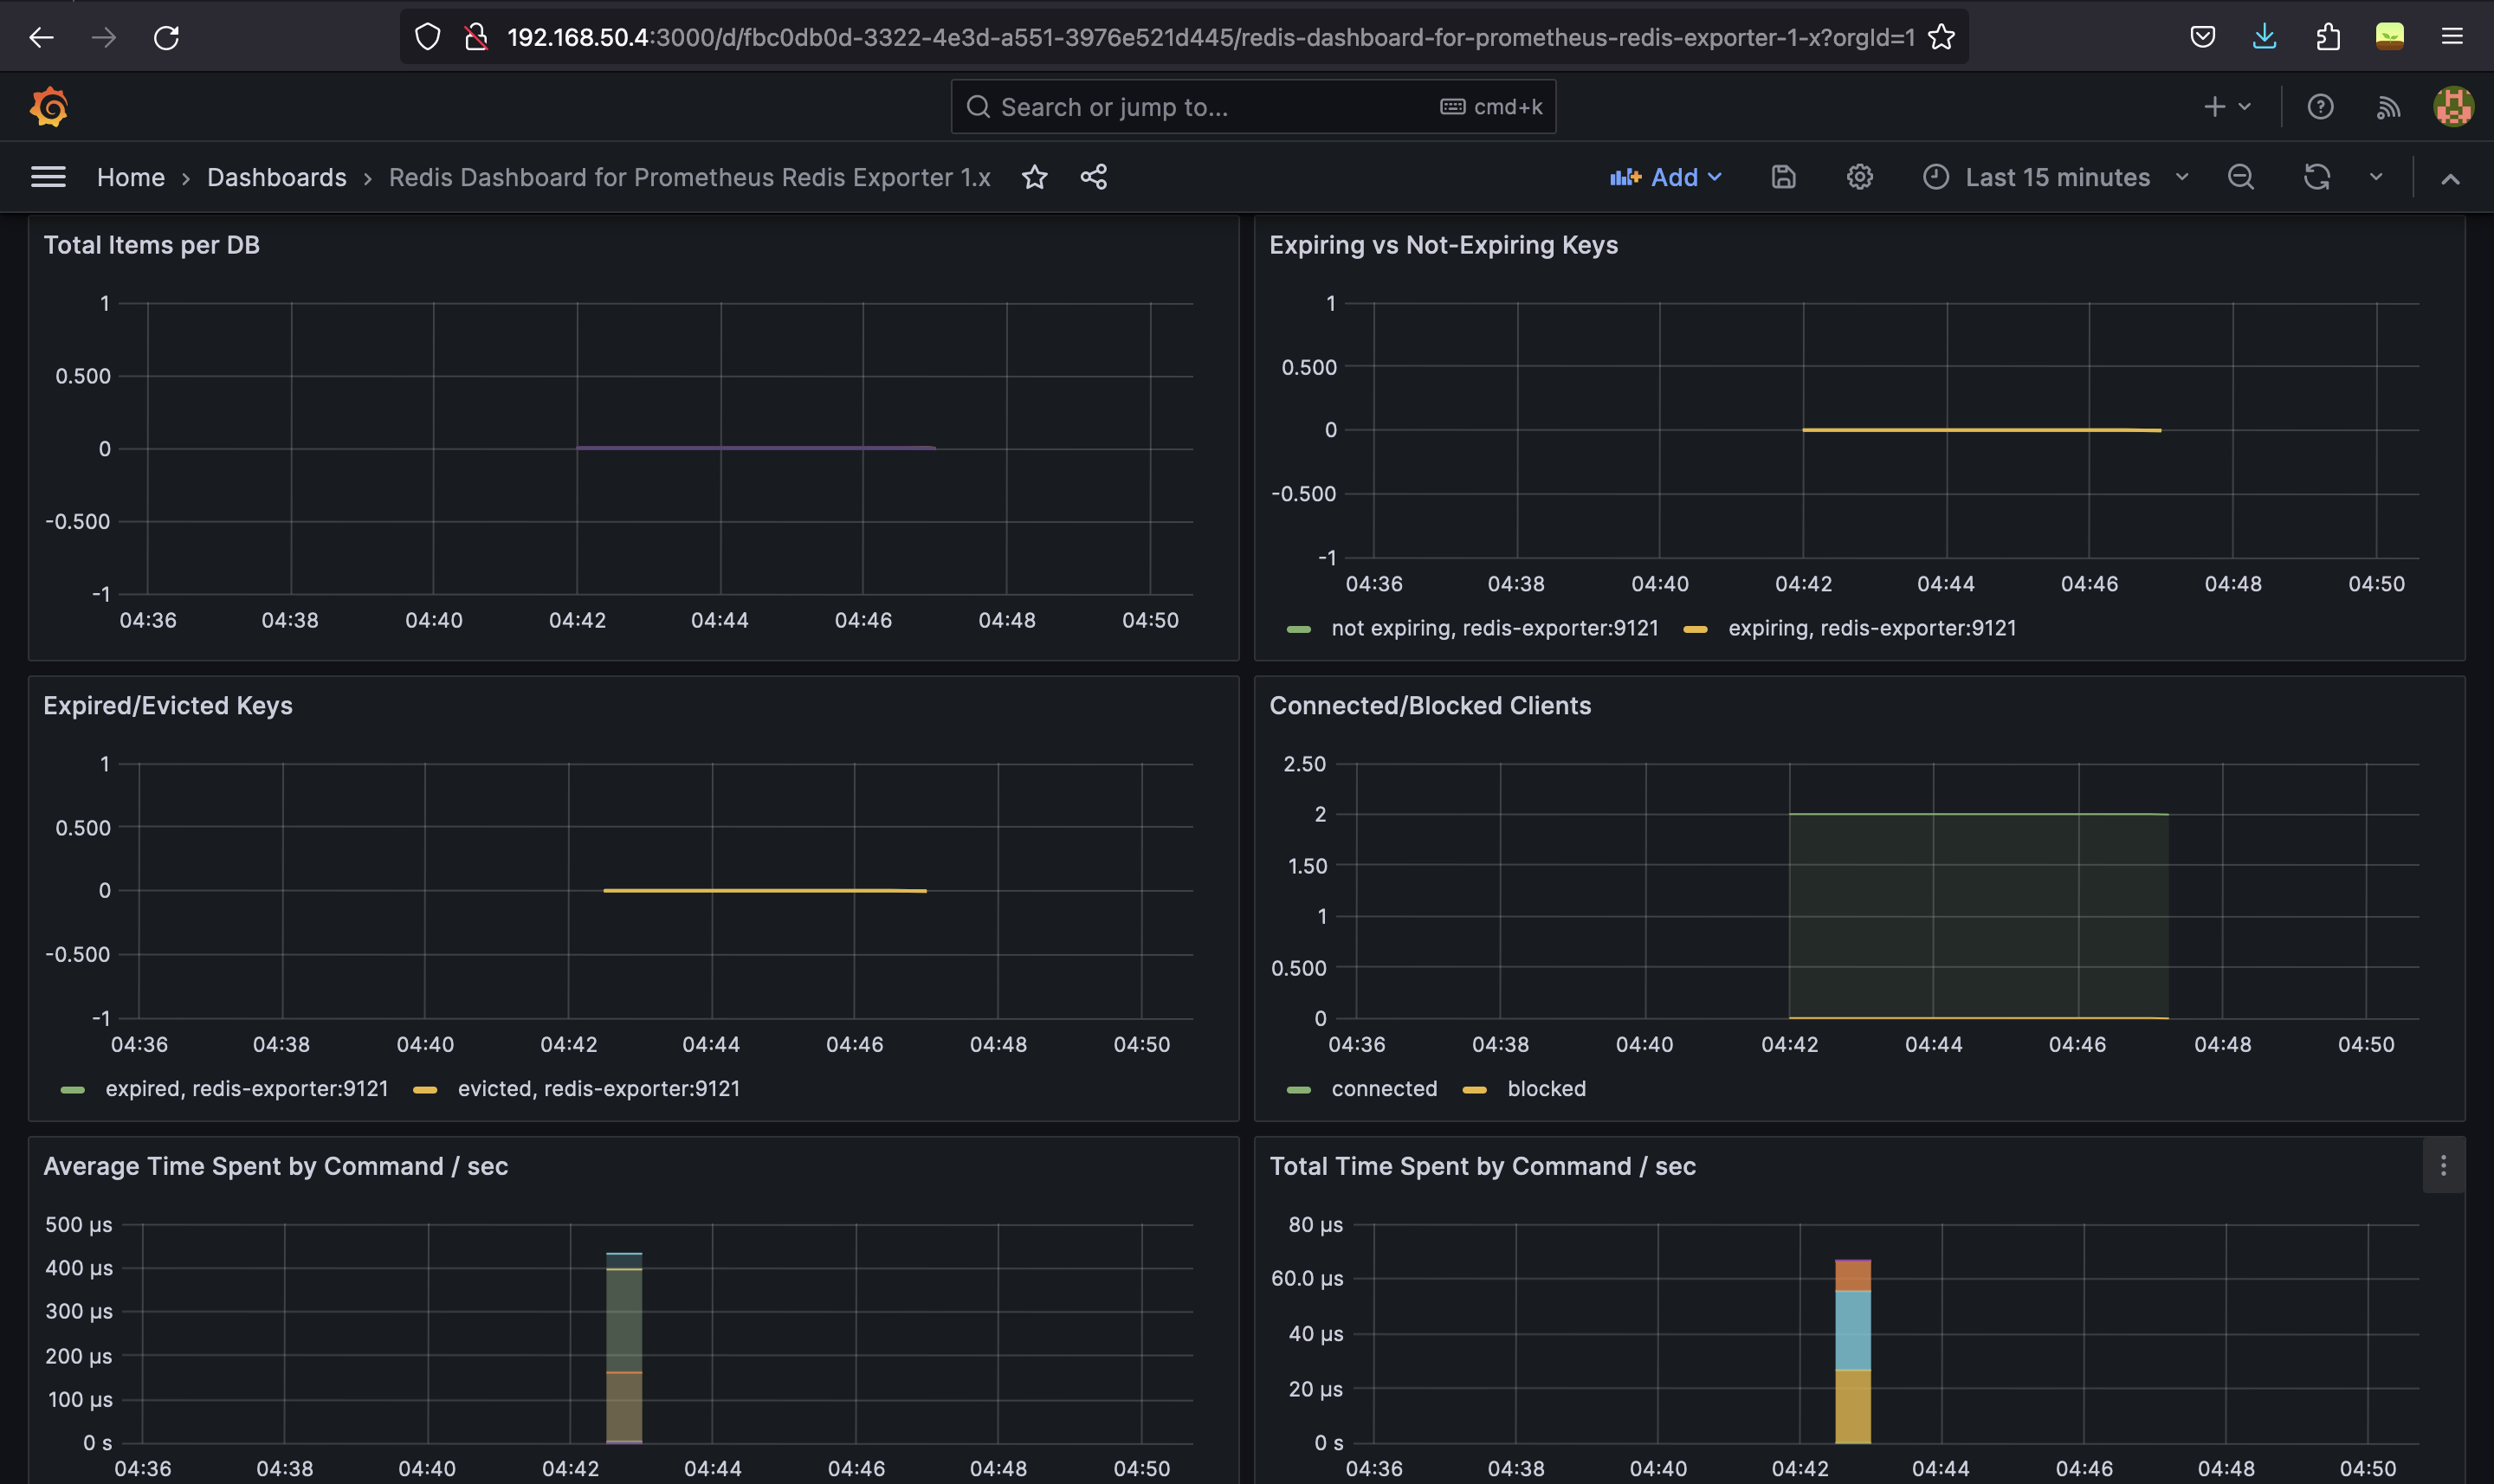 192.168.50.4:3000/d/fbc0db0d-3322-4e3d-a551-3976e521d445/redis-dashboard-for-prometheus-redis-exporter-1-x?orgId=1
Search or jump to... cmd+k
Home › Dashboards › Redis Dashboard for Prometheus Redis Exporter 1.x Add Last 15 minutes
Total Items per DB
1
0.500
0
-0.500
-1
04:36 04:38 04:40 04:42 04:44 04:46 04:48 04:50
Expiring vs Not-Expiring Keys
1
0.500
0
-0.500
-1
04:36 04:38 04:40 04:42 04:44 04:46 04:48 04:50
not expiring, redis-exporter:9121 expiring, redis-exporter:9121
Expired/Evicted Keys
1
0.500
0
-0.500
-1
04:36 04:38 04:40 04:42 04:44 04:46 04:48 04:50
expired, redis-exporter:9121 evicted, redis-exporter:9121
Connected/Blocked Clients
2.50
2
1.50
1
0.500
0
04:36 04:38 04:40 04:42 04:44 04:46 04:48 04:50
connected blocked
Average Time Spent by Command / sec
500 µs
400 µs
300 µs
200 µs
100 µs
0 s
04:36 04:38 04:40 04:42 04:44 04:46 04:48 04:50
Total Time Spent by Command / sec
80 µs
60.0 µs
40 µs
20 µs
0 s
04:36 04:38 04:40 04:42 04:44 04:46 04:48 04:50